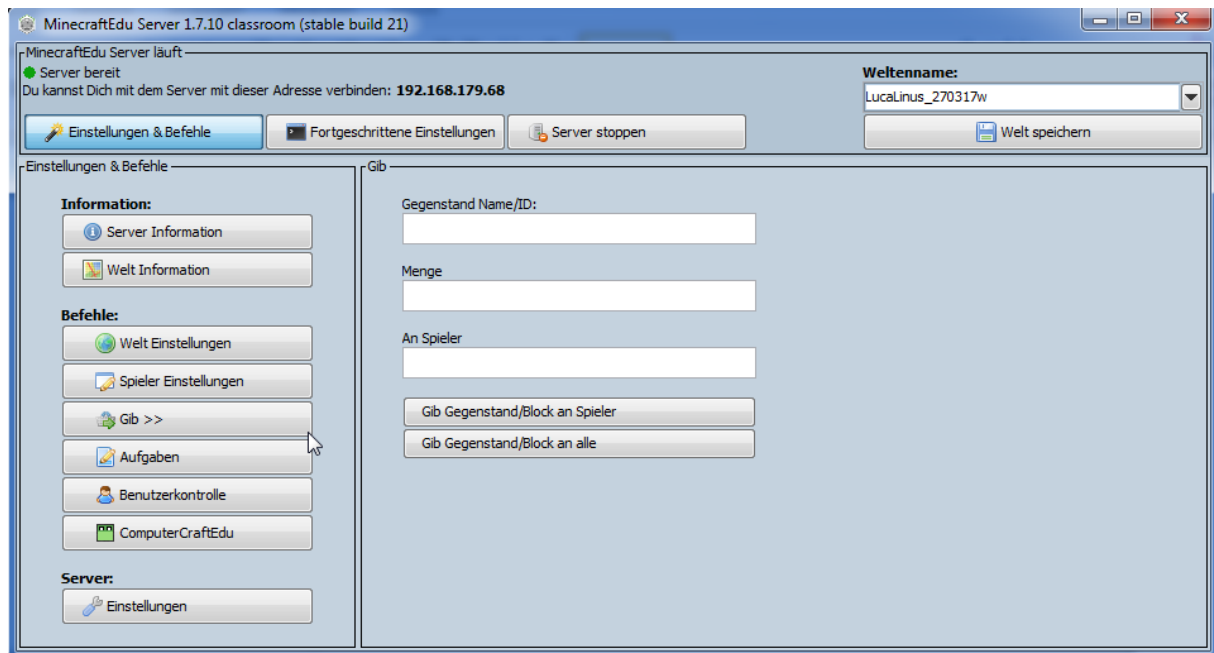 MinecraftEdu Server 1.7.10 classroom (stable build 21)
MinecraftEdu Server läuft
Server bereit
Du kannst Dich mit dem Server mit dieser Adresse verbinden: 192.168.179.68
Weltenname:
LucaLinus_270317w
Einstellungen & Befehle
Fortgeschrittene Einstellungen
Server stoppen
Welt speichern
Einstellungen & Befehle
Information:
Server Information
Welt Information
Befehle:
Welt Einstellungen
Spieler Einstellungen
Gib >>
Aufgaben
Benutzerkontrolle
ComputerCraftEdu
Server:
Einstellungen
Gib
Gegenstand Name/ID:
Menge
An Spieler
Gib Gegenstand/Block an Spieler
Gib Gegenstand/Block an alle